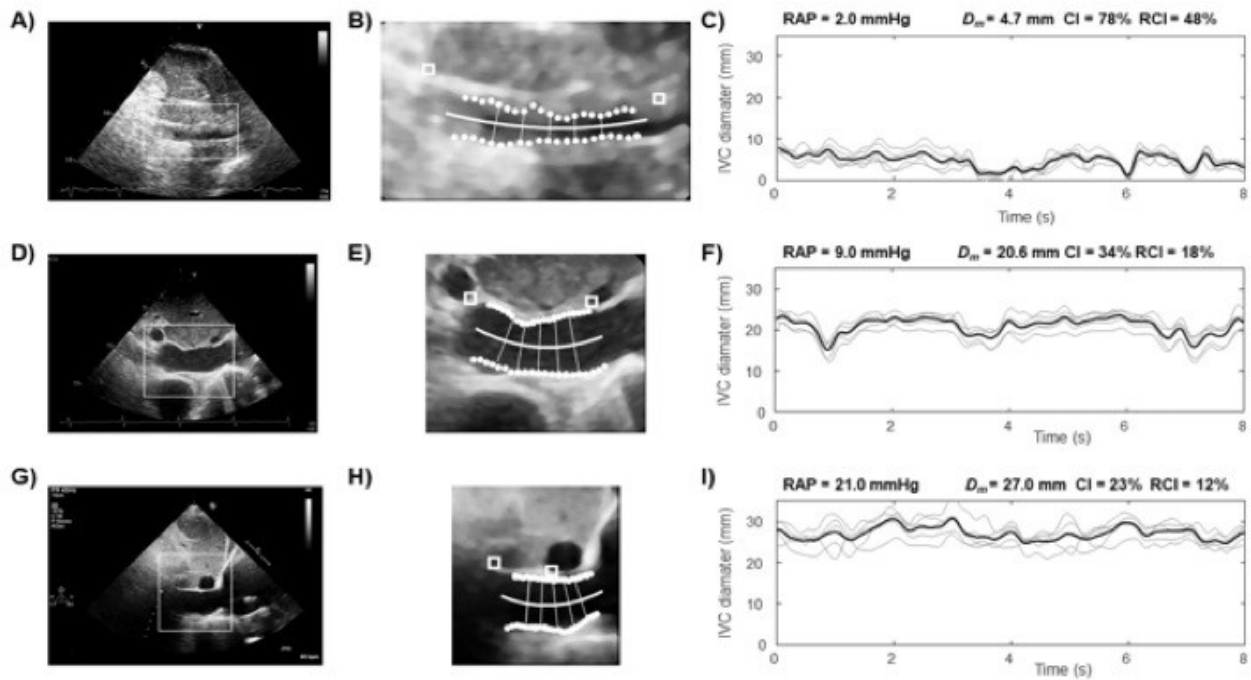 A)
B)
C)
RAP = 2.0 mmHg Dm = 4.7 mm CI = 78% RCI = 48%
IVC diamater (mm)
30
20
10
0
0 2 4 6 8
Time (s)
D)
E)
F)
RAP = 9.0 mmHg Dm = 20.6 mm CI = 34% RCI = 18%
IVC diamater (mm)
30
20
10
0
0 2 4 6 8
Time (s)
G)
H)
I)
RAP = 21.0 mmHg Dm = 27.0 mm CI = 23% RCI = 12%
IVC diamater (mm)
30
20
10
0
0 2 4 6 8
Time (s)